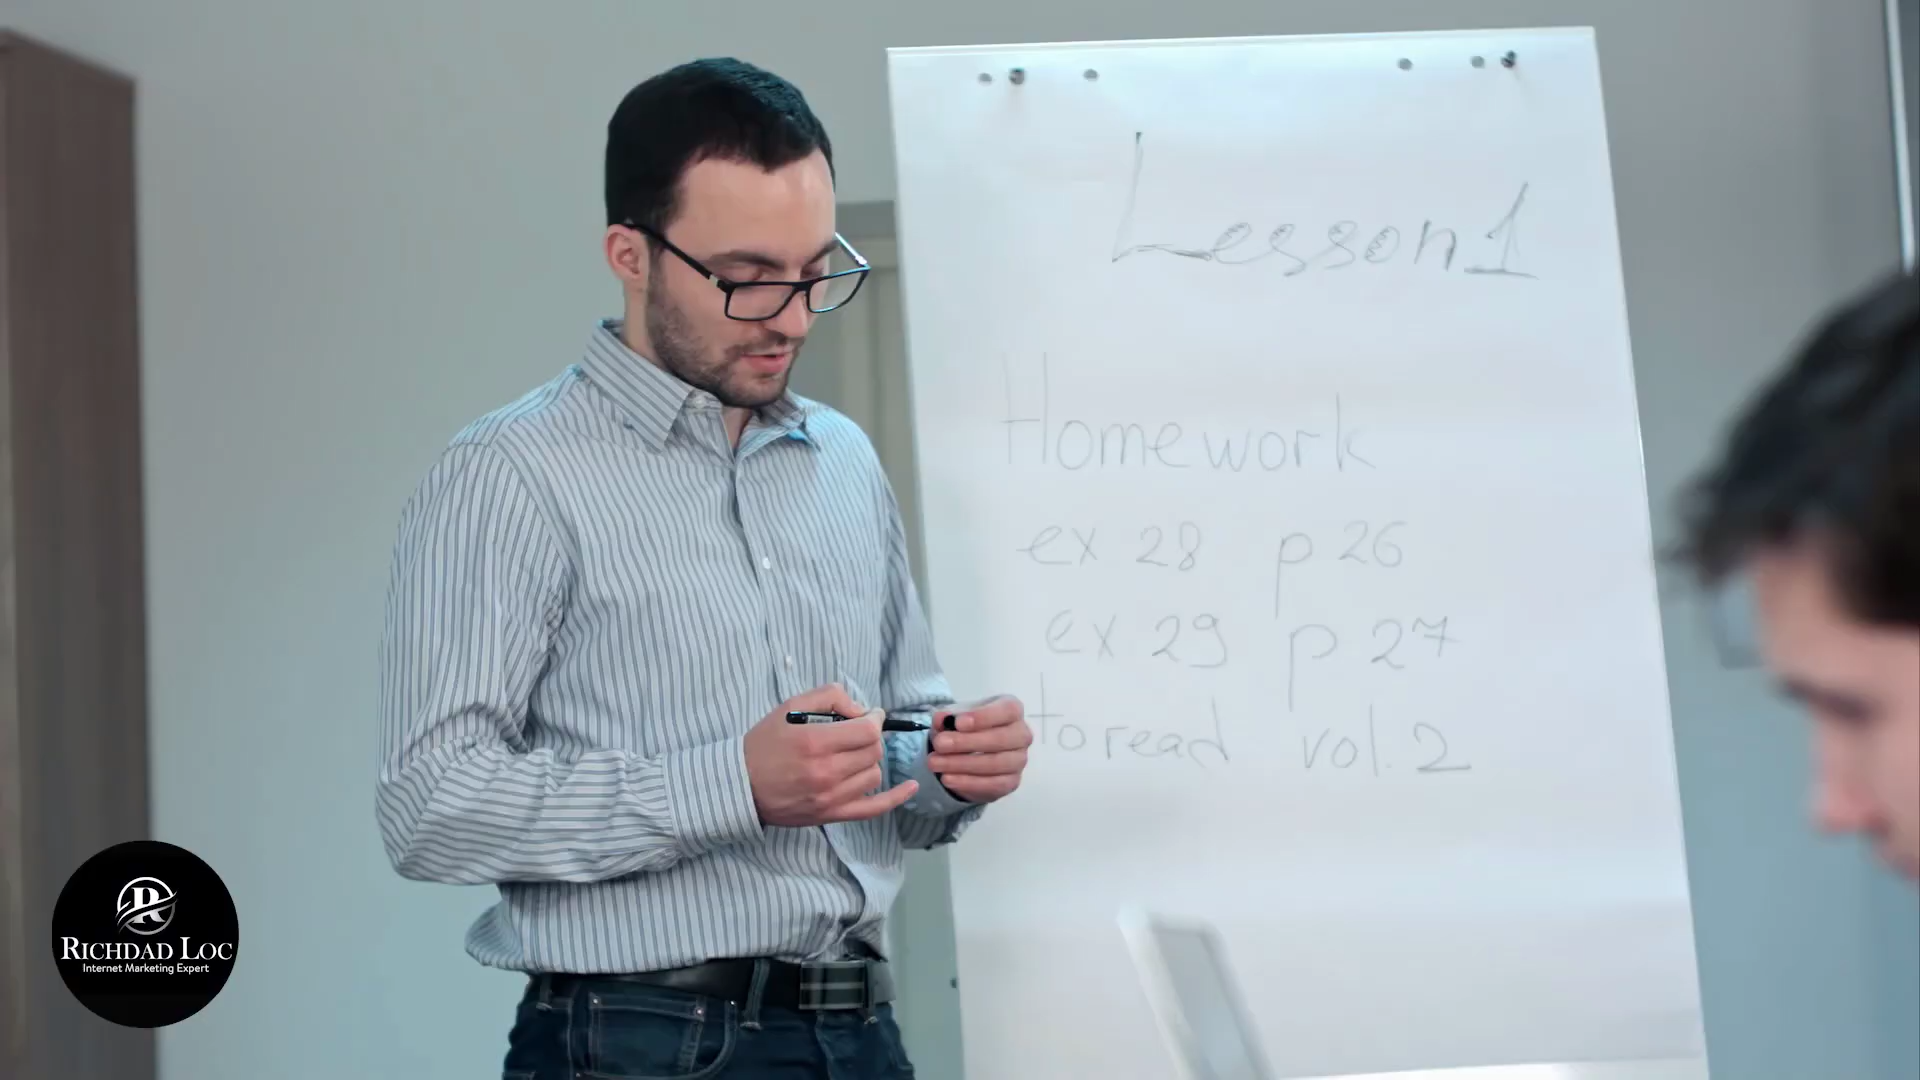 Lesson 1
Homework
ex 28 p 26
ex 29 p 27
to read vol. 2
R
RICHDAD LOC
Internet Marketing Expert